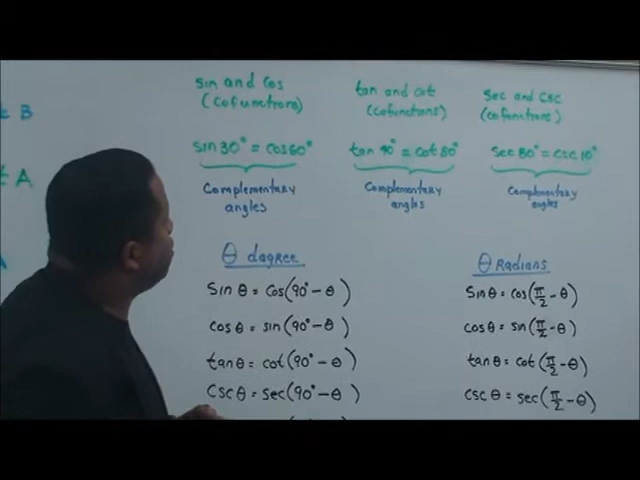 sin and cos
(cofunctions)
tan and cot
(cofunctions)
sec and csc
(cofunctions)
B
A
sin 30° = cos 60°
tan 90° = cot 80°
sec 80° = csc 10°
Complementary
angles
Complementary
angles
Complementary
angles
θ degree
sin θ = cos(90° - θ)
cos θ = sin(90° - θ)
tan θ = cot(90° - θ)
csc θ = sec(90° - θ)
θ Radians
sin θ = cos(π/2 - θ)
cos θ = sin(π/2 - θ)
tan θ = cot(π/2 - θ)
csc θ = sec(π/2 - θ)